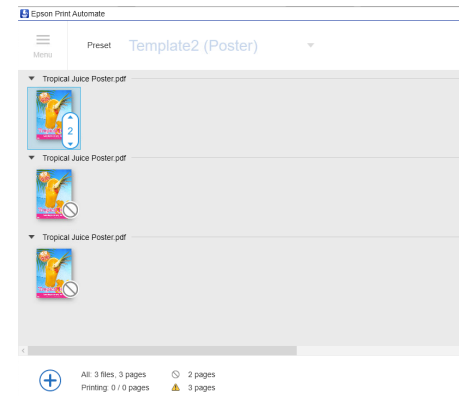 Epson Print Automate
Menu
Preset
Template2 (Poster)
Tropical Juice Poster.pdf
2
Tropical Juice Poster.pdf
Tropical Juice Poster.pdf
All: 3 files, 3 pages
2 pages
Printing: 0 / 0 pages
3 pages